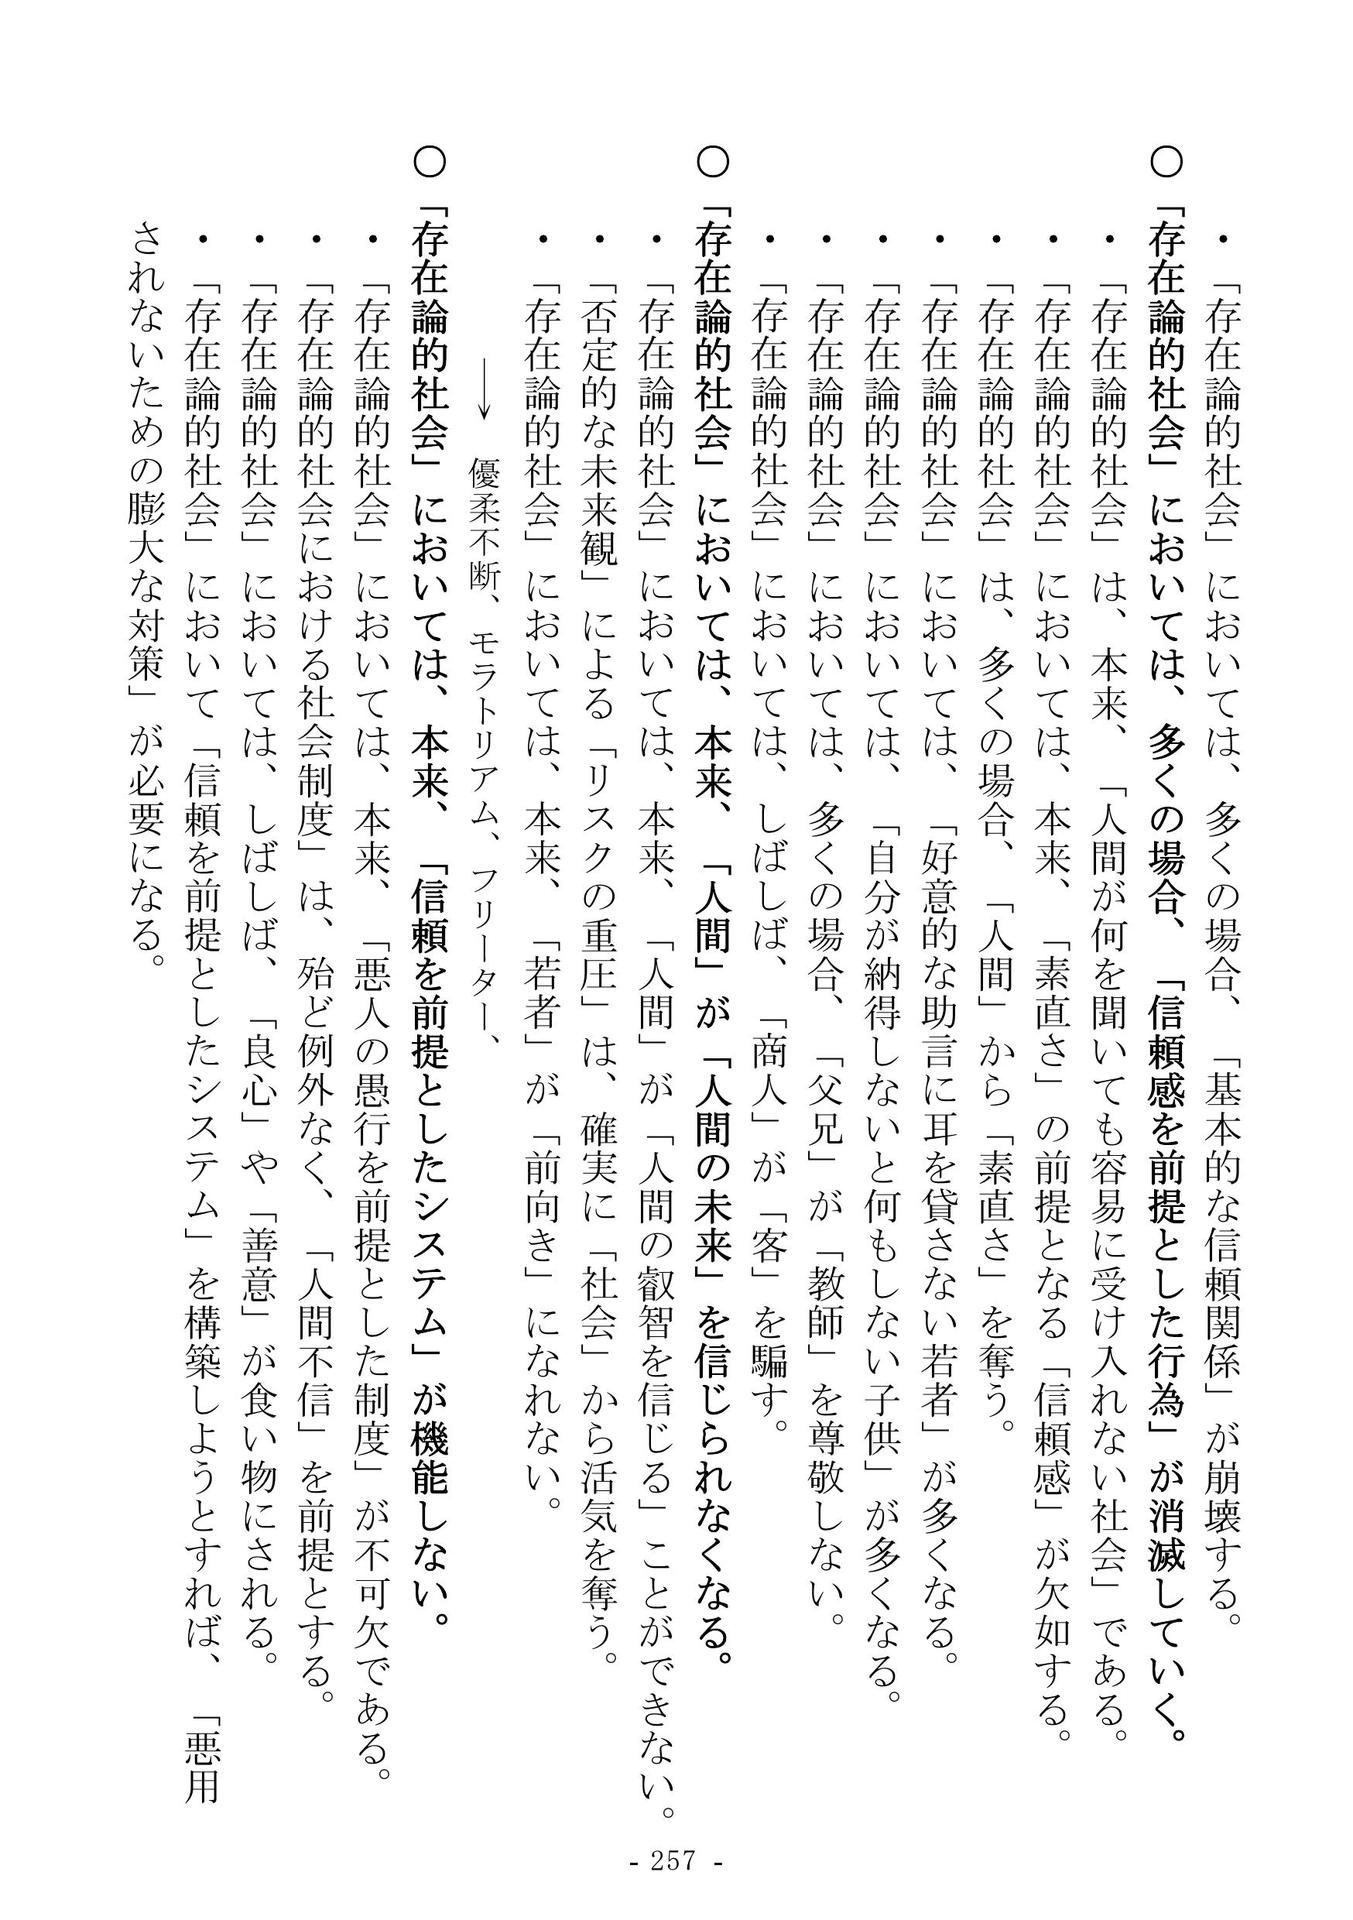 ・「存在論的社会」においては、多くの場合、「基本的な信頼関係」が崩壊する。
○「存在論的社会」においては、多くの場合、「信頼感を前提とした行為」が消滅していく。
・「存在論的社会」は、本来、「人間が何を聞いても容易に受け入れない社会」である。
・「存在論的社会」においては、本来、「素直さ」の前提となる「信頼感」が欠如する。
・「存在論的社会」は、多くの場合、「人間」から「素直さ」を奪う。
・「存在論的社会」においては、「好意的な助言に耳を貸さない若者」が多くなる。
・「存在論的社会」においては、「自分が納得しないと何もしない子供」が多くなる。
・「存在論的社会」においては、多くの場合、「父兄」が「教師」を尊敬しない。
・「存在論的社会」においては、しばしば、「商人」が「客」を騙す。
○「存在論的社会」においては、本来、「人間」が「人間の未来」を信じられなくなる。
・「存在論的社会」においては、本来、「人間」が「人間の叡智を信じる」ことができない。
・「否定的な未来観」による「リスクの重圧」は、確実に「社会」から活気を奪う。
・「存在論的社会」においては、本来、「若者」が「前向き」になれない。
→ 優柔不断、モラトリアム、フリーター、
○「存在論的社会」においては、本来、「信頼を前提としたシステム」が機能しない。
・「存在論的社会」においては、本来、「悪人の愚行を前提とした制度」が不可欠である。
・「存在論的社会における社会制度」は、殆ど例外なく、「人間不信」を前提とする。
・「存在論的社会」においては、しばしば、「良心」や「善意」が食い物にされる。
・「存在論的社会」において「信頼を前提としたシステム」を構築しようとすれば、「悪用
されないための膨大な対策」が必要になる。
- 257 -